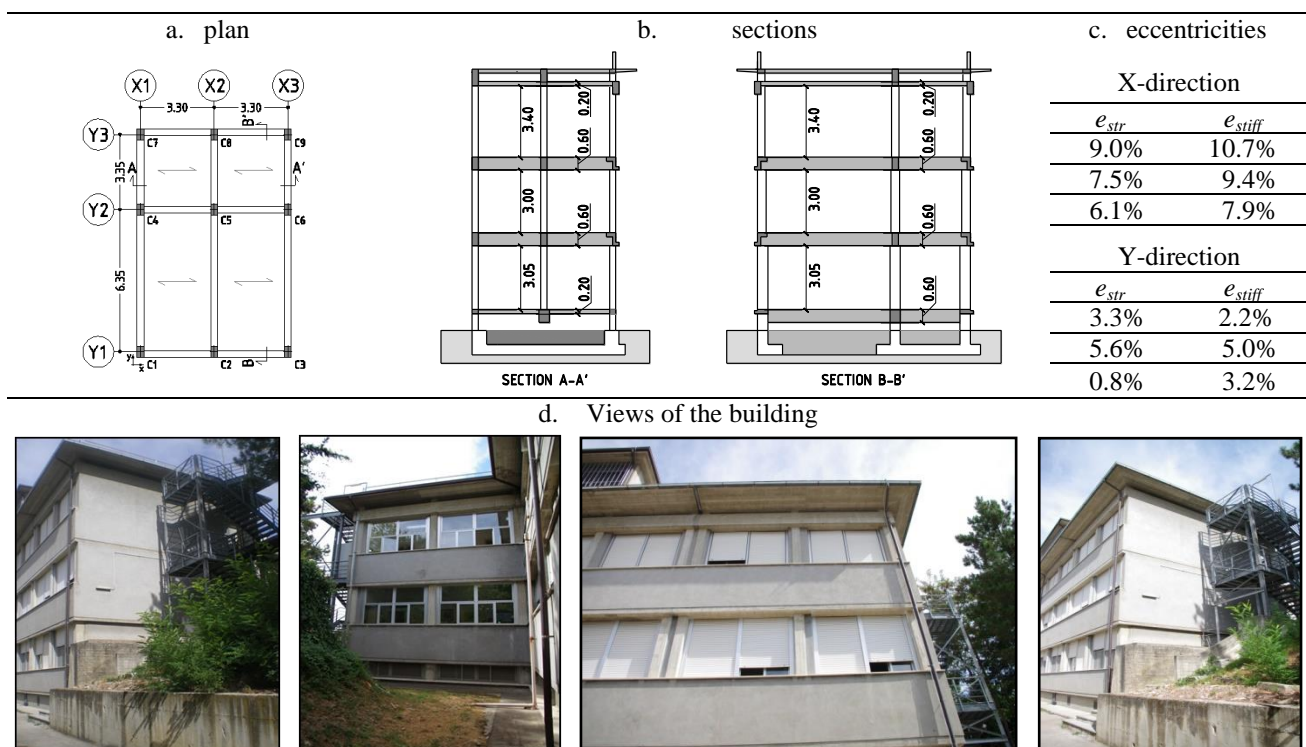 a. plan
b. sections
c. eccentricities
X1 X2 X3
3.30 3.30
B'
Y3
C7 C8 C9
A A'
3.35
Y2
C4 C5 C6
6.35
Y1
y x
C1 C2 B C3
0.20
3.40
0.60
3.00
0.60
3.05
0.20
SECTION A-A'
0.20
3.40
0.60
3.00
0.60
3.05
0.60
SECTION B-B'
X-direction
e_str e_stiff
9.0% 10.7%
7.5% 9.4%
6.1% 7.9%
Y-direction
e_str e_stiff
3.3% 2.2%
5.6% 5.0%
0.8% 3.2%
d. Views of the building